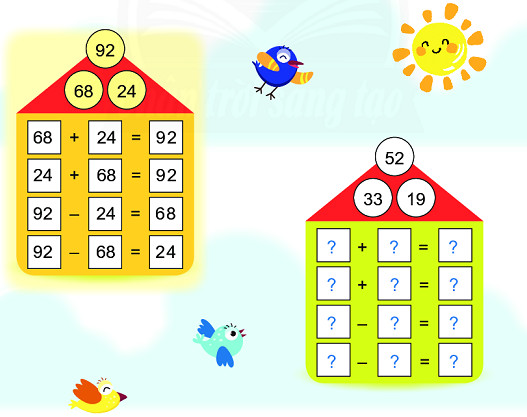 92
68 24
68 + 24 = 92
24 + 68 = 92
92 – 24 = 68
92 – 68 = 24
52
33 19
? + ? = ?
? + ? = ?
? – ? = ?
? – ? = ?